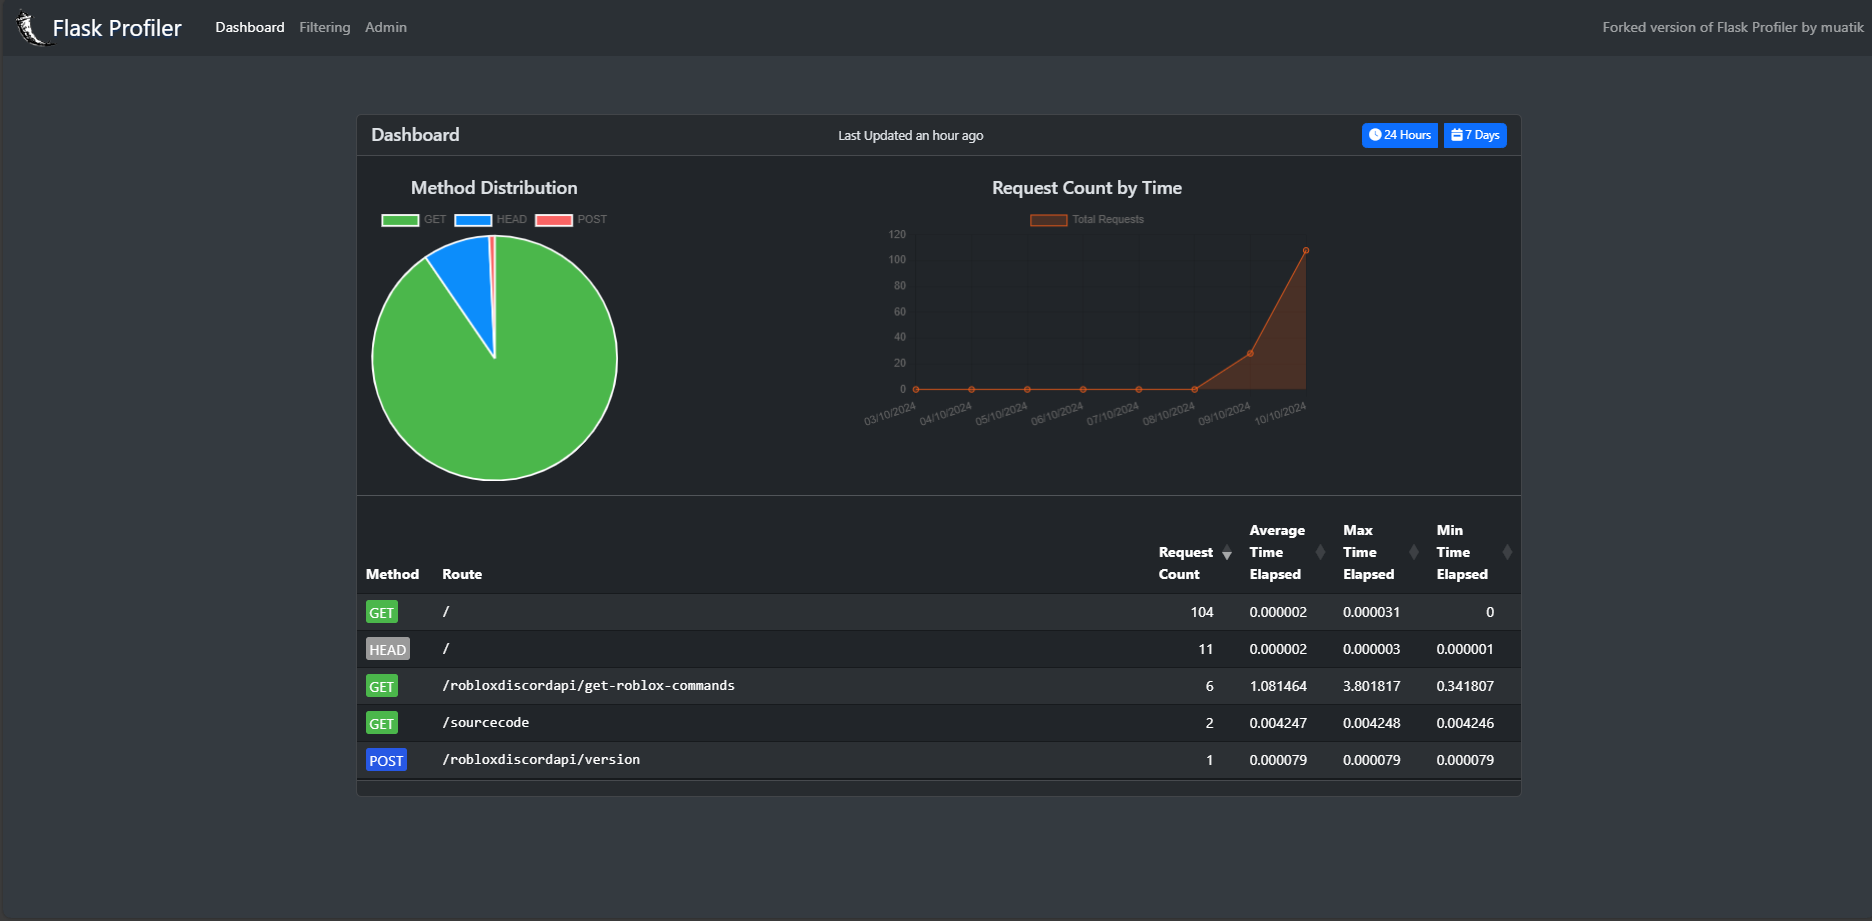 Flask Profiler Dashboard Filtering Admin Forked version of Flask Profiler by muatik
Dashboard Last Updated an hour ago 24 Hours 7 Days
Method Distribution
GET HEAD POST
Request Count by Time
Total Requests
120
100
80
60
40
20
0
03/10/2024 04/10/2024 05/10/2024 06/10/2024 07/10/2024 08/10/2024 09/10/2024 10/10/2024
Method Route Request Count Average Time Elapsed Max Time Elapsed Min Time Elapsed
GET / 104 0.000002 0.000031 0
HEAD / 11 0.000002 0.000003 0.000001
GET /robloxdiscordapi/get-roblox-commands 6 1.081464 3.801817 0.341807
GET /sourcecode 2 0.004247 0.004248 0.004246
POST /robloxdiscordapi/version 1 0.000079 0.000079 0.000079